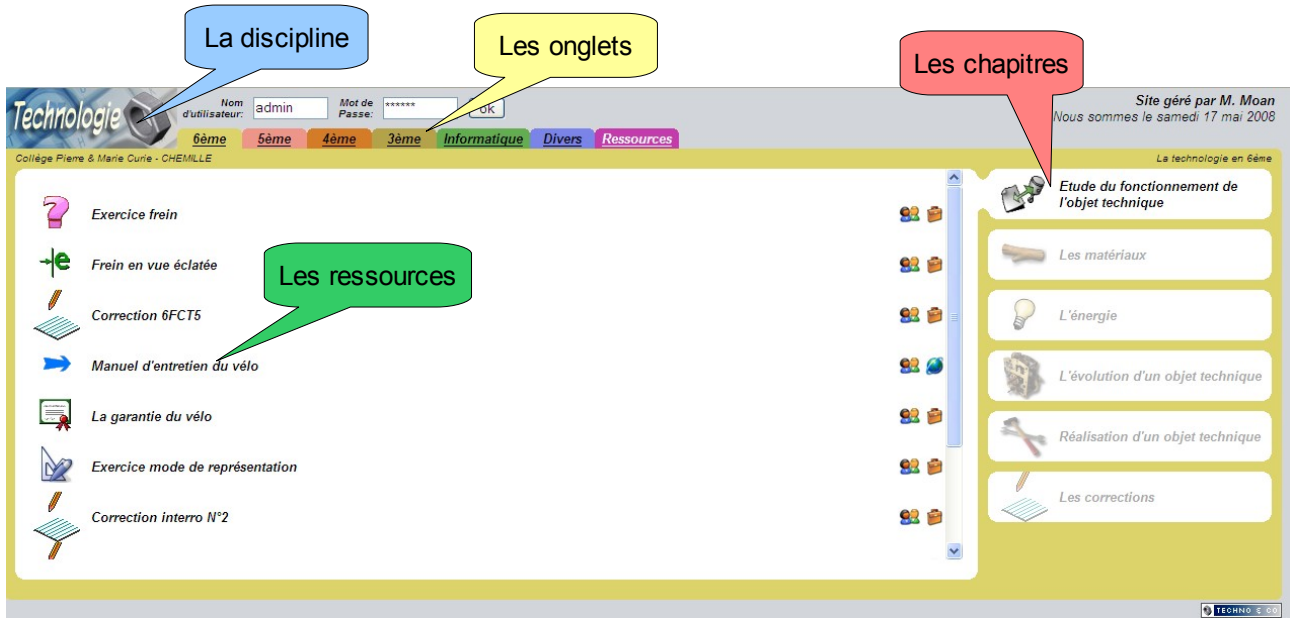 La discipline
Les onglets
Les chapitres
Technologie
Nom d'utilisateur:
admin
Mot de Passe:
******
ok
Site géré par M. Moan
Nous sommes le samedi 17 mai 2008
6ème
5ème
4ème
3ème
Informatique
Divers
Ressources
Collège Pierre & Marie Curie - CHEMILLE
La technologie en 6ème
Exercice frein
Frein en vue éclatée
Les ressources
Correction 6FCT5
Manuel d'entretien du vélo
La garantie du vélo
Exercice mode de représentation
Correction interro N°2
Etude du fonctionnement de
l'objet technique
Les matériaux
L'énergie
L'évolution d'un objet technique
Réalisation d'un objet technique
Les corrections
TECHNO E CO